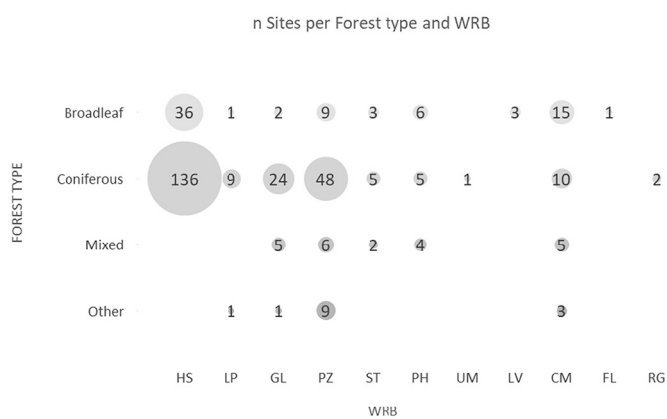 n Sites per Forest type and WRB
FOREST TYPE
Broadleaf 36 1 2 9 3 6 3 15 1
Coniferous 136 9 24 48 5 5 1 10 2
Mixed 5 6 2 4 5
Other 1 1 9 3
HS LP GL PZ ST PH UM LV CM FL RG
WRB